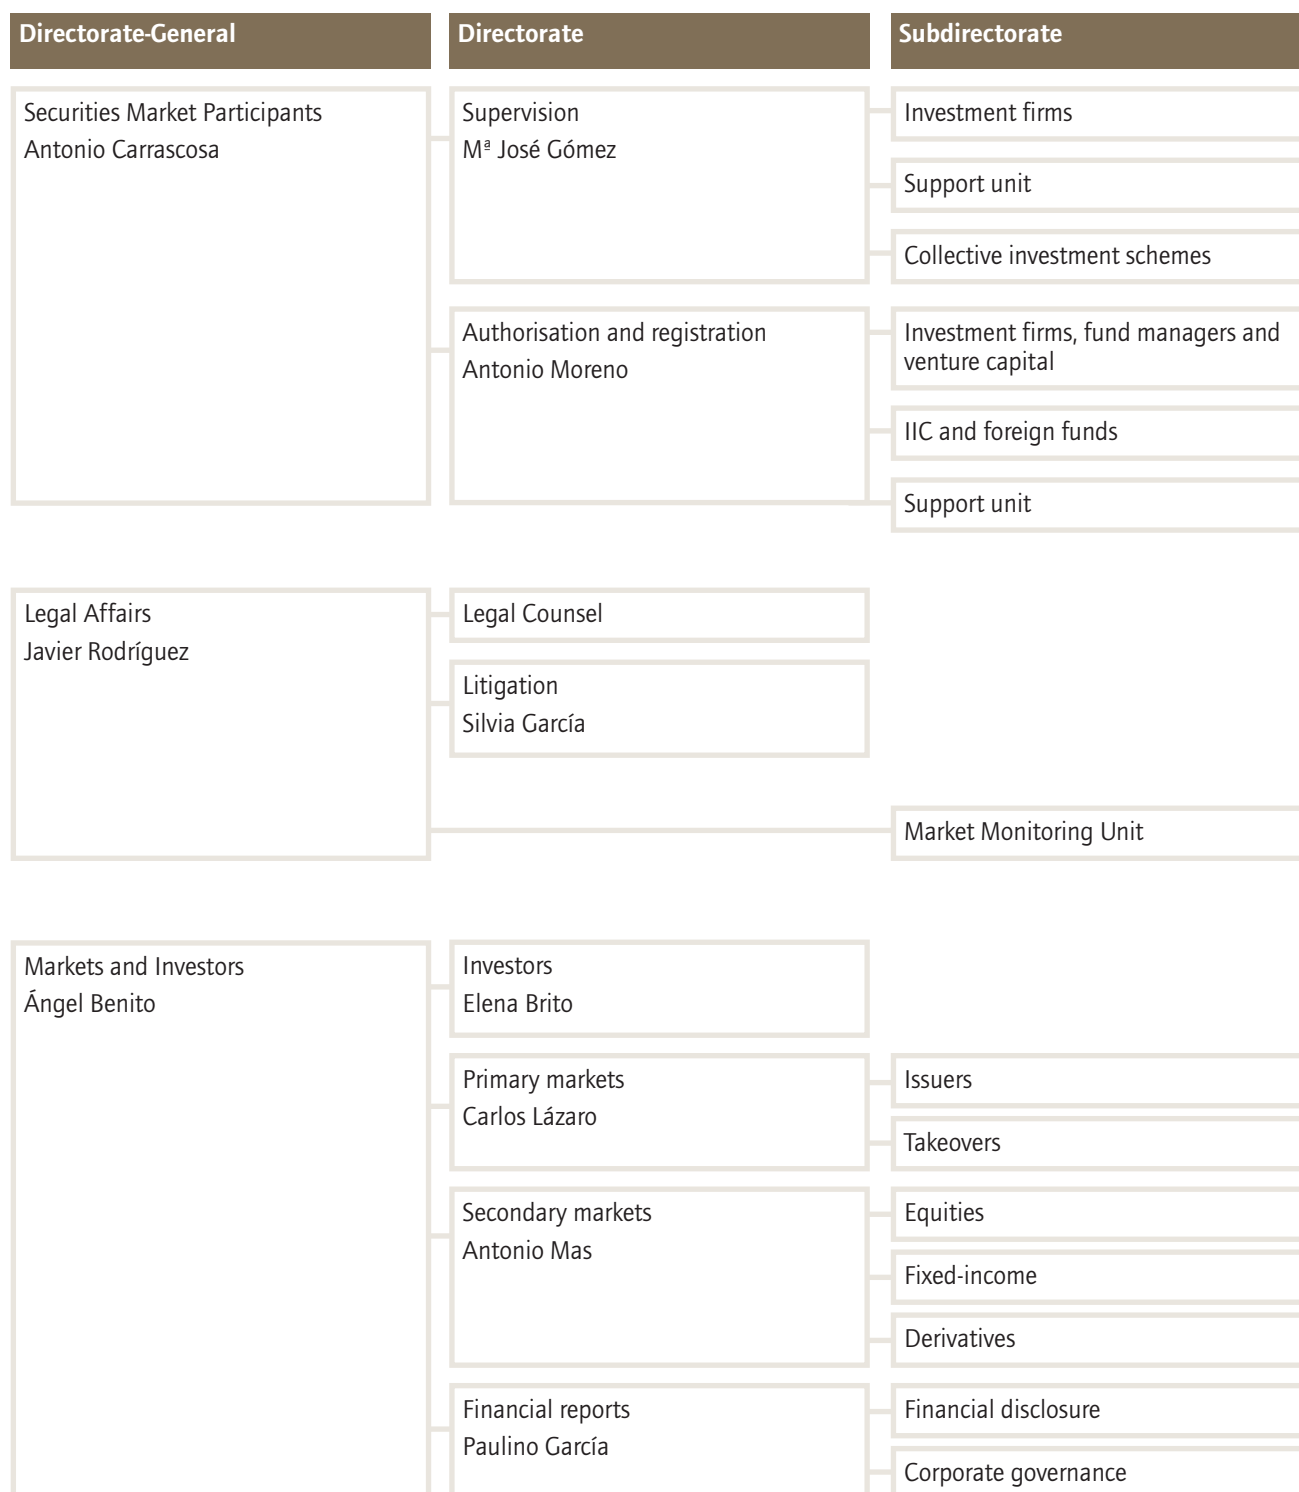 Directorate-General
Directorate
Subdirectorate
Securities Market Participants
Antonio Carrascosa
Supervision
Mª José Gómez
Investment firms
Support unit
Collective investment schemes
Authorisation and registration
Antonio Moreno
Investment firms, fund managers and
venture capital
IIC and foreign funds
Support unit
Legal Affairs
Javier Rodríguez
Legal Counsel
Litigation
Silvia García
Market Monitoring Unit
Markets and Investors
Ángel Benito
Investors
Elena Brito
Primary markets
Carlos Lázaro
Issuers
Takeovers
Secondary markets
Antonio Mas
Equities
Fixed-income
Derivatives
Financial reports
Paulino García
Financial disclosure
Corporate governance